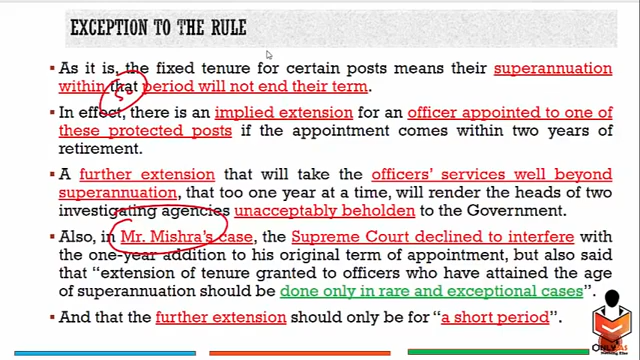 EXCEPTION TO THE RULE
As it is, the fixed tenure for certain posts means their superannuation
within that period will not end their term.
In effect, there is an implied extension for an officer appointed to one of
these protected posts if the appointment comes within two years of
retirement.
A further extension that will take the officers' services well beyond
superannuation, that too one year at a time, will render the heads of two
investigating agencies unacceptably beholden to the Government.
Also, in Mr. Mishra's case, the Supreme Court declined to interfere with
the one-year addition to his original term of appointment, but also said
that "extension of tenure granted to officers who have attained the age
of superannuation should be done only in rare and exceptional cases".
And that the further extension should only be for "a short period".